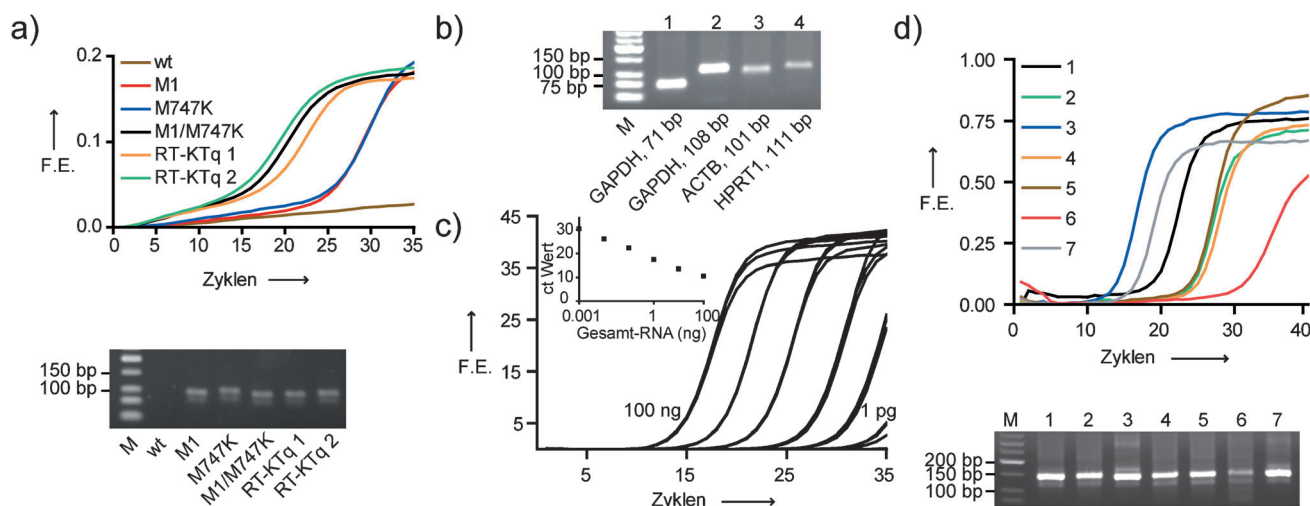 a)
0.2
0.1
0.0
F.E.
wt
M1
M747K
M1/M747K
RT-KTq 1
RT-KTq 2
0 5 10 15 20 25 30 35
Zyklen
150 bp
100 bp
M wt M1 M747K M1/M747K RT-KTq 1 RT-KTq 2
b)
1 2 3 4
150 bp
100 bp
75 bp
M GAPDH, 71 bp GAPDH, 108 bp ACTB, 101 bp HPRT1, 111 bp
c)
45
35
25
15
5
F.E.
ct Wert
30
20
10
0
0.001 1 100
Gesamt-RNA (ng)
100 ng
1 pg
5 15 25 35
Zyklen
d)
1.00
0.75
0.50
0.25
0.00
F.E.
1
2
3
4
5
6
7
0 10 20 30 40
Zyklen
M 1 2 3 4 5 6 7
200 bp
150 bp
100 bp